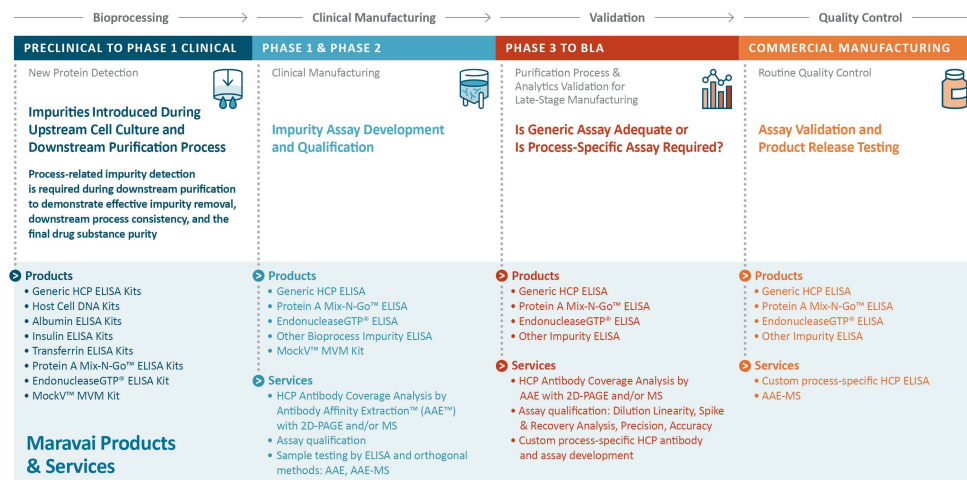 Bioprocessing
Clinical Manufacturing
Validation
Quality Control
PRECLINICAL TO PHASE 1 CLINICAL
PHASE 1 & PHASE 2
PHASE 3 TO BLA
COMMERCIAL MANUFACTURING
New Protein Detection
Impurities Introduced During
Upstream Cell Culture and
Downstream Purification Process
Process-related impurity detection
is required during downstream purification
to demonstrate effective impurity removal,
downstream process consistency, and the
final drug substance purity
Clinical Manufacturing
Impurity Assay Development
and Qualification
Purification Process &
Analytics Validation for
Late-Stage Manufacturing
Is Generic Assay Adequate or
Is Process-Specific Assay Required?
Routine Quality Control
Assay Validation and
Product Release Testing
Products
• Generic HCP ELISA Kits
• Host Cell DNA Kits
• Albumin ELISA Kits
• Insulin ELISA Kits
• Transferrin ELISA Kits
• Protein A Mix-N-Go™ ELISA Kits
• EndonucleaseGTP® ELISA Kit
• MockV™ MVM Kit
Maravai Products
& Services
Products
• Generic HCP ELISA
• Protein A Mix-N-Go™ ELISA
• EndonucleaseGTP® ELISA
• Other Bioprocess Impurity ELISA
• MockV™ MVM Kit
Services
• HCP Antibody Coverage Analysis by
Antibody Affinity Extraction™ (AAE™)
with 2D-PAGE and/or MS
• Assay qualification
• Sample testing by ELISA and orthogonal
methods: AAE, AAE-MS
Products
• Generic HCP ELISA
• Protein A Mix-N-Go™ ELISA
• EndonucleaseGTP® ELISA
• Other Impurity ELISA
Services
• HCP Antibody Coverage Analysis by
AAE with 2D-PAGE and/or MS
• Assay qualification: Dilution Linearity, Spike
& Recovery Analysis, Precision, Accuracy
• Custom process-specific HCP antibody
and assay development
Products
• Generic HCP ELISA
• Protein A Mix-N-Go™ ELISA
• EndonucleaseGTP® ELISA
• Other Impurity ELISA
Services
• Custom process-specific HCP ELISA
• AAE-MS